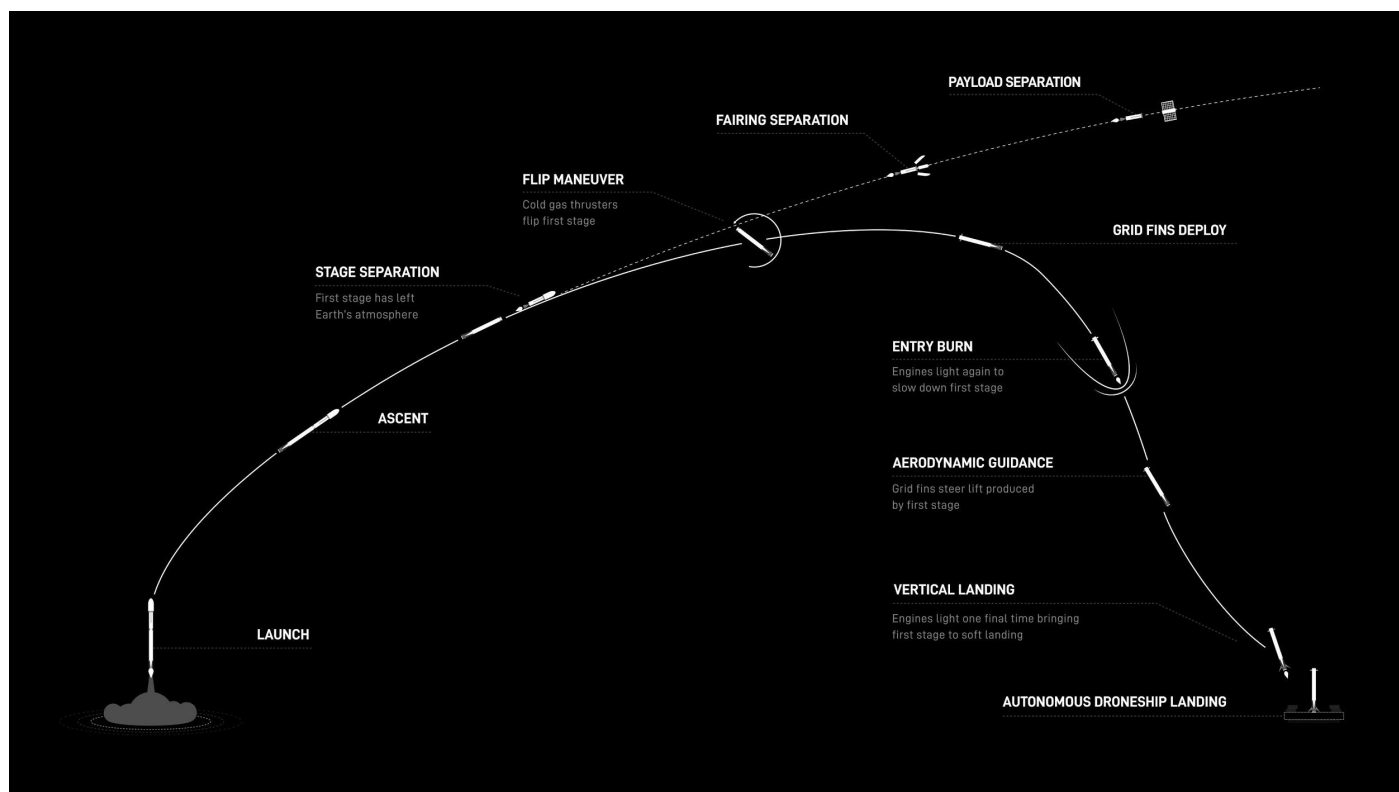 PAYLOAD SEPARATION
FAIRING SEPARATION
FLIP MANEUVER
Cold gas thrusters
flip first stage
GRID FINS DEPLOY
STAGE SEPARATION
First stage has left
Earth's atmosphere
ENTRY BURN
Engines light again to
slow down first stage
ASCENT
AERODYNAMIC GUIDANCE
Grid fins steer lift produced
by first stage
VERTICAL LANDING
Engines light one final time bringing
first stage to soft landing
LAUNCH
AUTONOMOUS DRONESHIP LANDING